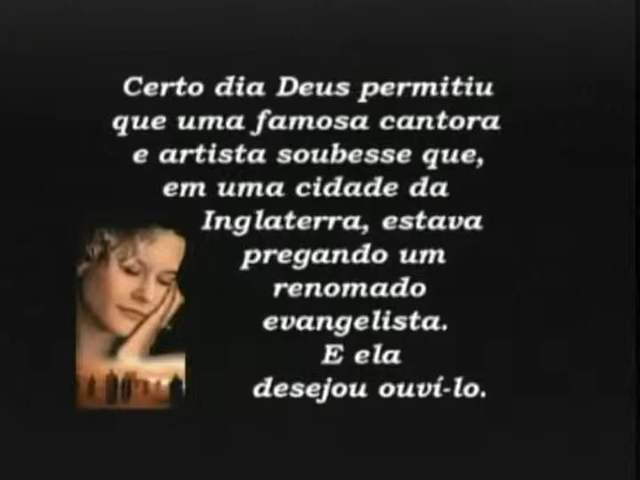 Certo dia Deus permitiu
que uma famosa cantora
e artista soubesse que,
em uma cidade da
Inglaterra, estava
pregando um
renomado
evangelista.
E ela
desejou ouví-lo.